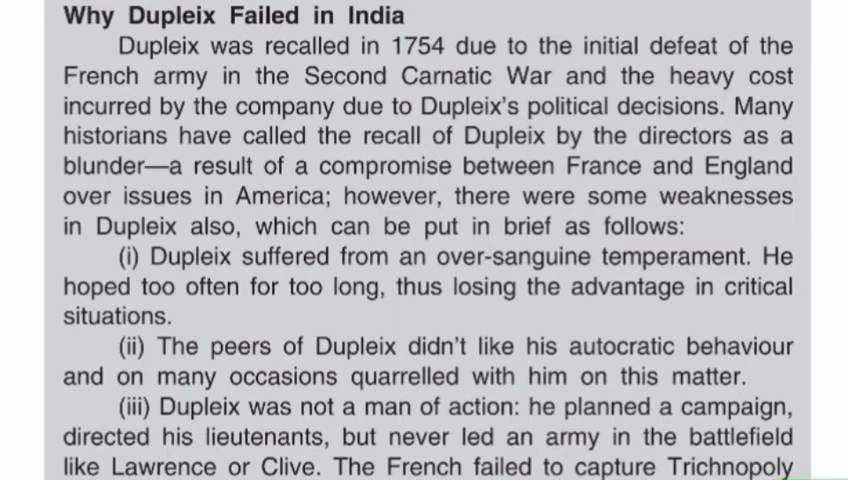 Why Dupleix Failed in India
Dupleix was recalled in 1754 due to the initial defeat of the
French army in the Second Carnatic War and the heavy cost
incurred by the company due to Dupleix's political decisions. Many
historians have called the recall of Dupleix by the directors as a
blunder—a result of a compromise between France and England
over issues in America; however, there were some weaknesses
in Dupleix also, which can be put in brief as follows:
(i) Dupleix suffered from an over-sanguine temperament. He
hoped too often for too long, thus losing the advantage in critical
situations.
(ii) The peers of Dupleix didn't like his autocratic behaviour
and on many occasions quarrelled with him on this matter.
(iii) Dupleix was not a man of action: he planned a campaign,
directed his lieutenants, but never led an army in the battlefield
like Lawrence or Clive. The French failed to capture Trichnopoly